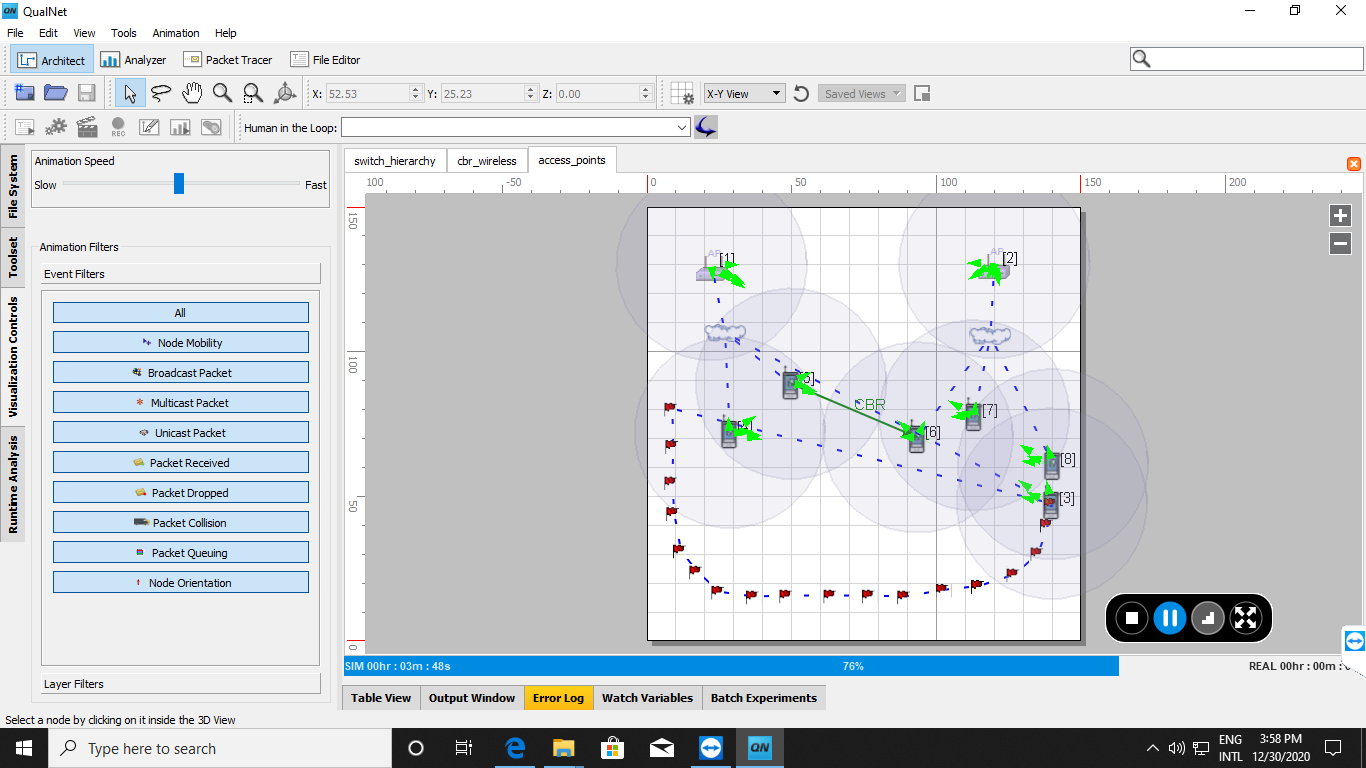 QN QualNet
File Edit View Tools Animation Help
Architect Analyzer Packet Tracer File Editor
X: 52.53 Y: 25.23 Z: 0.00 X-Y View Saved Views
REC Human in the Loop:
File System
Toolset
Visualization Controls
Runtime Analysis
Animation Speed
Slow Fast
Animation Filters
Event Filters
All
Node Mobility
Broadcast Packet
Multicast Packet
Unicast Packet
Packet Received
Packet Dropped
Packet Collision
Packet Queuing
Node Orientation
Layer Filters
switch_hierarchy cbr_wireless access_points
100 -50 0 50 100 150 200
150
100
50
0
AP [1]
AP [2]
[5]
CBR
[7]
[6]
[8]
[3]
SIM 00hr : 03m : 48s 76% REAL 00hr : 00m :
Table View Output Window Error Log Watch Variables Batch Experiments
Select a node by clicking on it inside the 3D View
Type here to search
QN
ENG 3:58 PM
INTL 12/30/2020